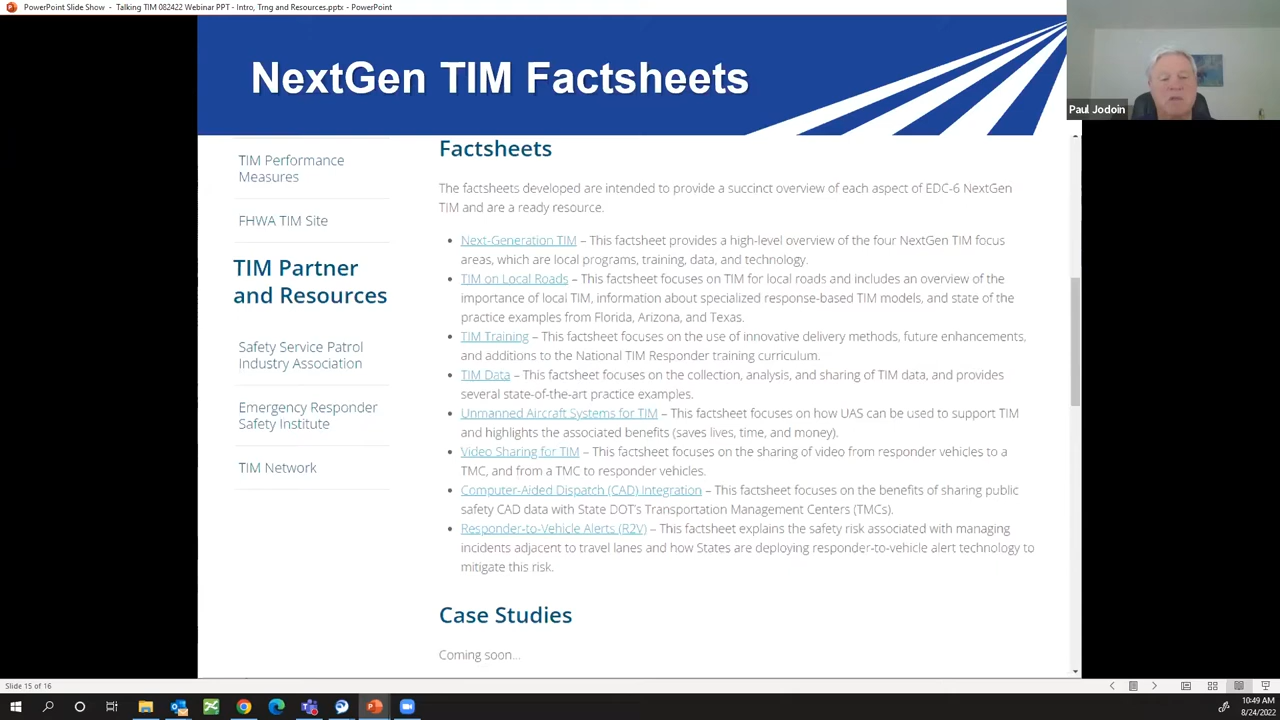 PowerPoint Slide Show - Talking TIM 082422 Webinar PPT - Intro, Trng and Resources.pptx - PowerPoint
NextGen TIM Factsheets
Paul Jodoin
TIM Performance
Measures
FHWA TIM Site
TIM Partner
and Resources
Safety Service Patrol
Industry Association
Emergency Responder
Safety Institute
TIM Network
Factsheets
The factsheets developed are intended to provide a succinct overview of each aspect of EDC-6 NextGen
TIM and are a ready resource.
• Next-Generation TIM – This factsheet provides a high-level overview of the four NextGen TIM focus
areas, which are local programs, training, data, and technology.
• TIM on Local Roads – This factsheet focuses on TIM for local roads and includes an overview of the
importance of local TIM, information about specialized response-based TIM models, and state of the
practice examples from Florida, Arizona, and Texas.
• TIM Training – This factsheet focuses on the use of innovative delivery methods, future enhancements,
and additions to the National TIM Responder training curriculum.
• TIM Data – This factsheet focuses on the collection, analysis, and sharing of TIM data, and provides
several state-of-the-art practice examples.
• Unmanned Aircraft Systems for TIM – This factsheet focuses on how UAS can be used to support TIM
and highlights the associated benefits (saves lives, time, and money).
• Video Sharing for TIM – This factsheet focuses on the sharing of video from responder vehicles to a
TMC, and from a TMC to responder vehicles.
• Computer-Aided Dispatch (CAD) Integration – This factsheet focuses on the benefits of sharing public
safety CAD data with State DOT's Transportation Management Centers (TMCs).
• Responder-to-Vehicle Alerts (R2V) – This factsheet explains the safety risk associated with managing
incidents adjacent to travel lanes and how States are deploying responder-to-vehicle alert technology to
mitigate this risk.
Case Studies
Coming soon...
Slide 15 of 16
10:49 AM
8/24/2022